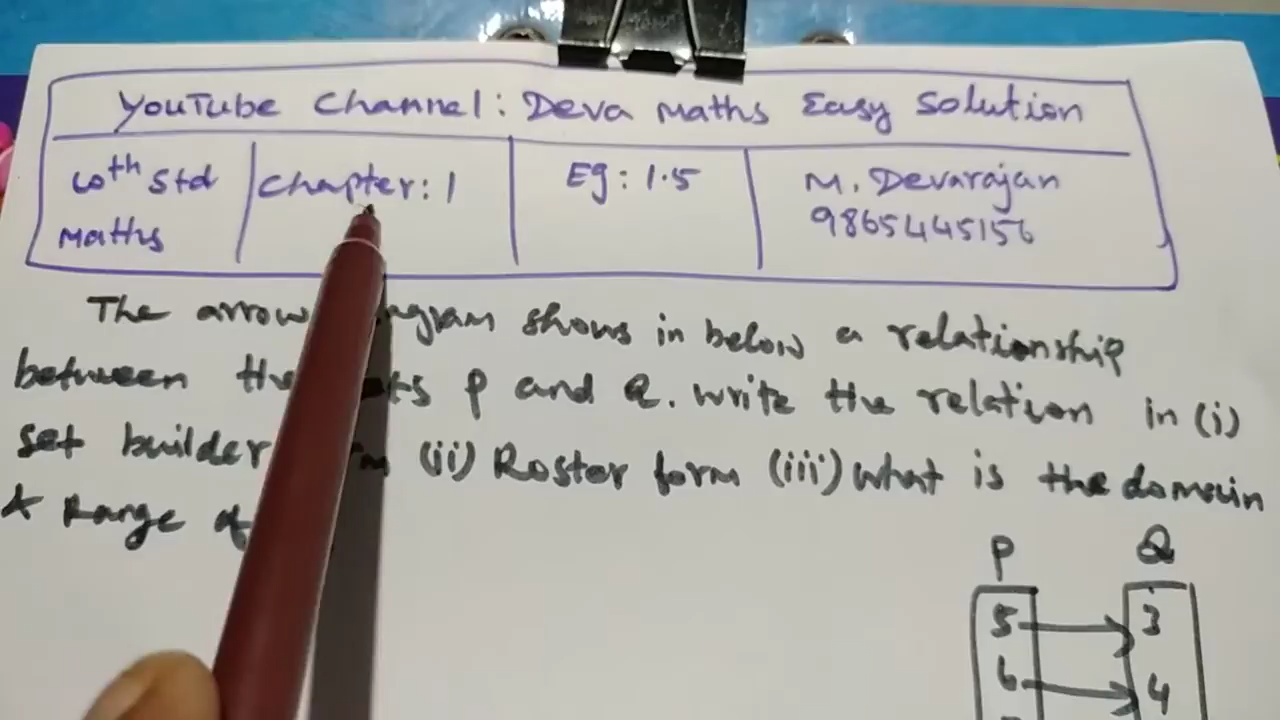 YouTube Channel: Deva Maths Easy Solution
10th Std Chapter: 1 Eg: 1.5 M. Devarajan
Maths 9865445156
The arrow shows in below a relationship
between the P and Q. write the relation in (i)
set builder (ii) Roster form (iii) what is the domain
& Range of
P Q
5 3
6 4